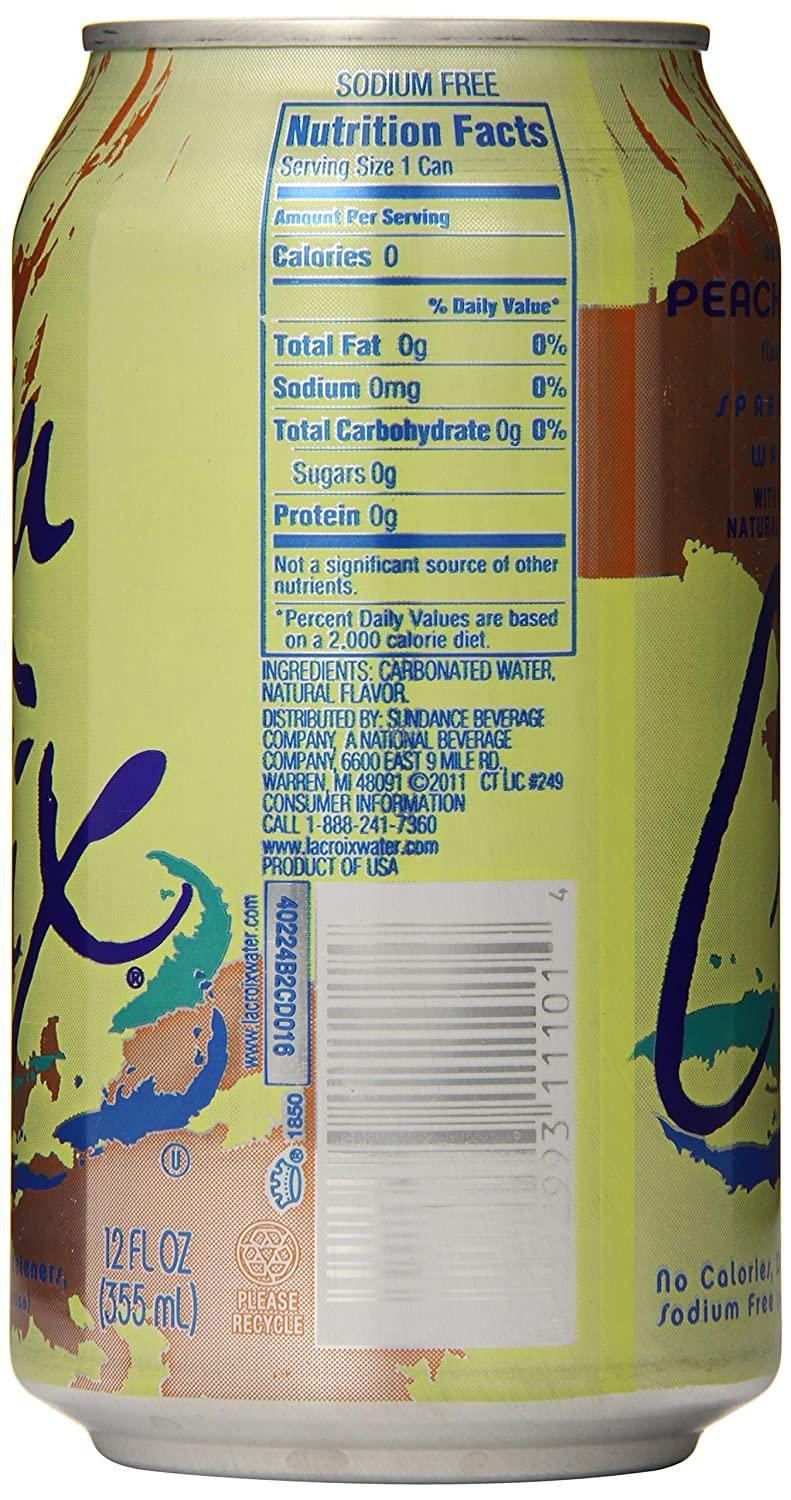 SODIUM FREE
Nutrition Facts
Serving Size 1 Can
Amount Per Serving
Calories 0
% Daily Value*
Total Fat 0g 0%
Sodium 0mg 0%
Total Carbohydrate 0g 0%
Sugars 0g
Protein 0g
Not a significant source of other
nutrients.
*Percent Daily Values are based
on a 2,000 calorie diet.
INGREDIENTS: CARBONATED WATER,
NATURAL FLAVOR.
DISTRIBUTED BY: SUNDANCE BEVERAGE
COMPANY, A NATIONAL BEVERAGE
COMPANY, 6600 EAST 9 MILE RD.,
WARREN, MI 48091 ©2011 CT LIC #249
CONSUMER INFORMATION
CALL 1-888-241-7360
www.lacroixwater.com
PRODUCT OF USA
www.lacroixwater.com
40224B2CD016
® 1850
®
U
12 FL OZ
(355 mL)
PLEASE
RECYCLE
993 11101 4
PEACH
WITH
No Calories,
Sodium Free